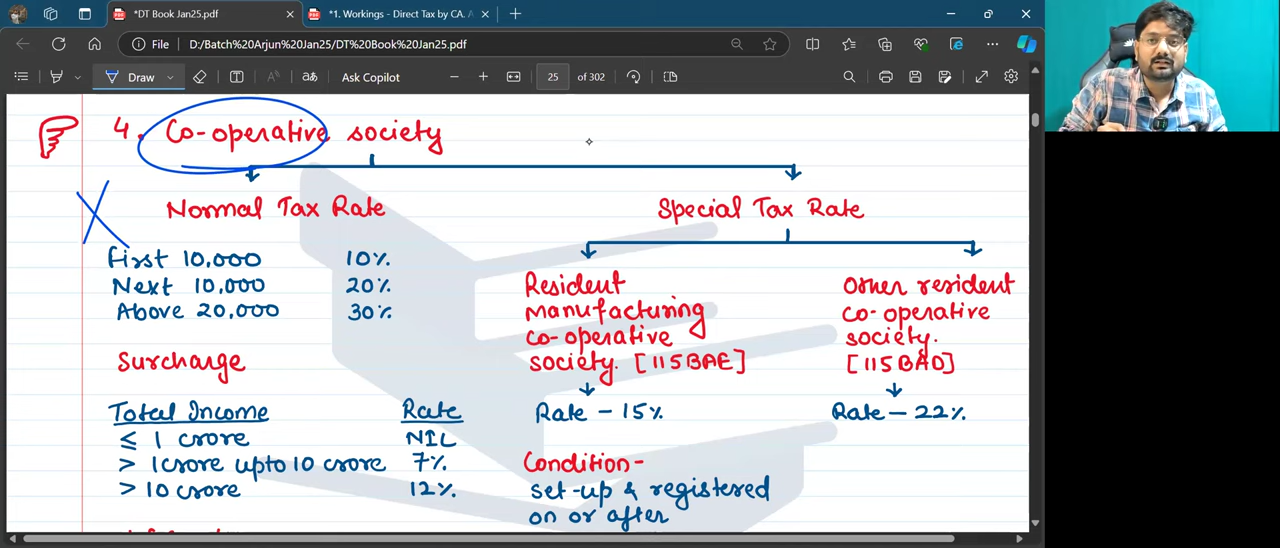 *DT Book Jan25.pdf
*1. Workings - Direct Tax by CA. A
File D:/Batch%20Arjun%20Jan25/DT%20Book%20Jan25.pdf
Draw
aあ
Ask Copilot
25 of 302
4. Co-operative society
Normal Tax Rate
Special Tax Rate
First 10,000 10%
Next 10,000 20%
Above 20,000 30%
Surcharge
Total Income Rate
≤ 1 crore NIL
> 1 crore upto 10 crore 7%
> 10 crore 12%
Resident
manufacturing
co-operative
society. [115BAE]
Rate - 15%
Condition-
set-up & registered
on or after
Other resident
co-operative
society.
[115BAD]
Rate - 22%